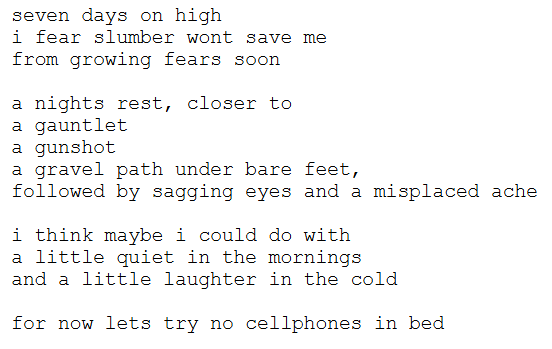 seven days on high
i fear slumber wont save me
from growing fears soon

a nights rest, closer to
a gauntlet
a gunshot
a gravel path under bare feet,
followed by sagging eyes and a misplaced ache

i think maybe i could do with
a little quiet in the mornings
and a little laughter in the cold

for now lets try no cellphones in bed